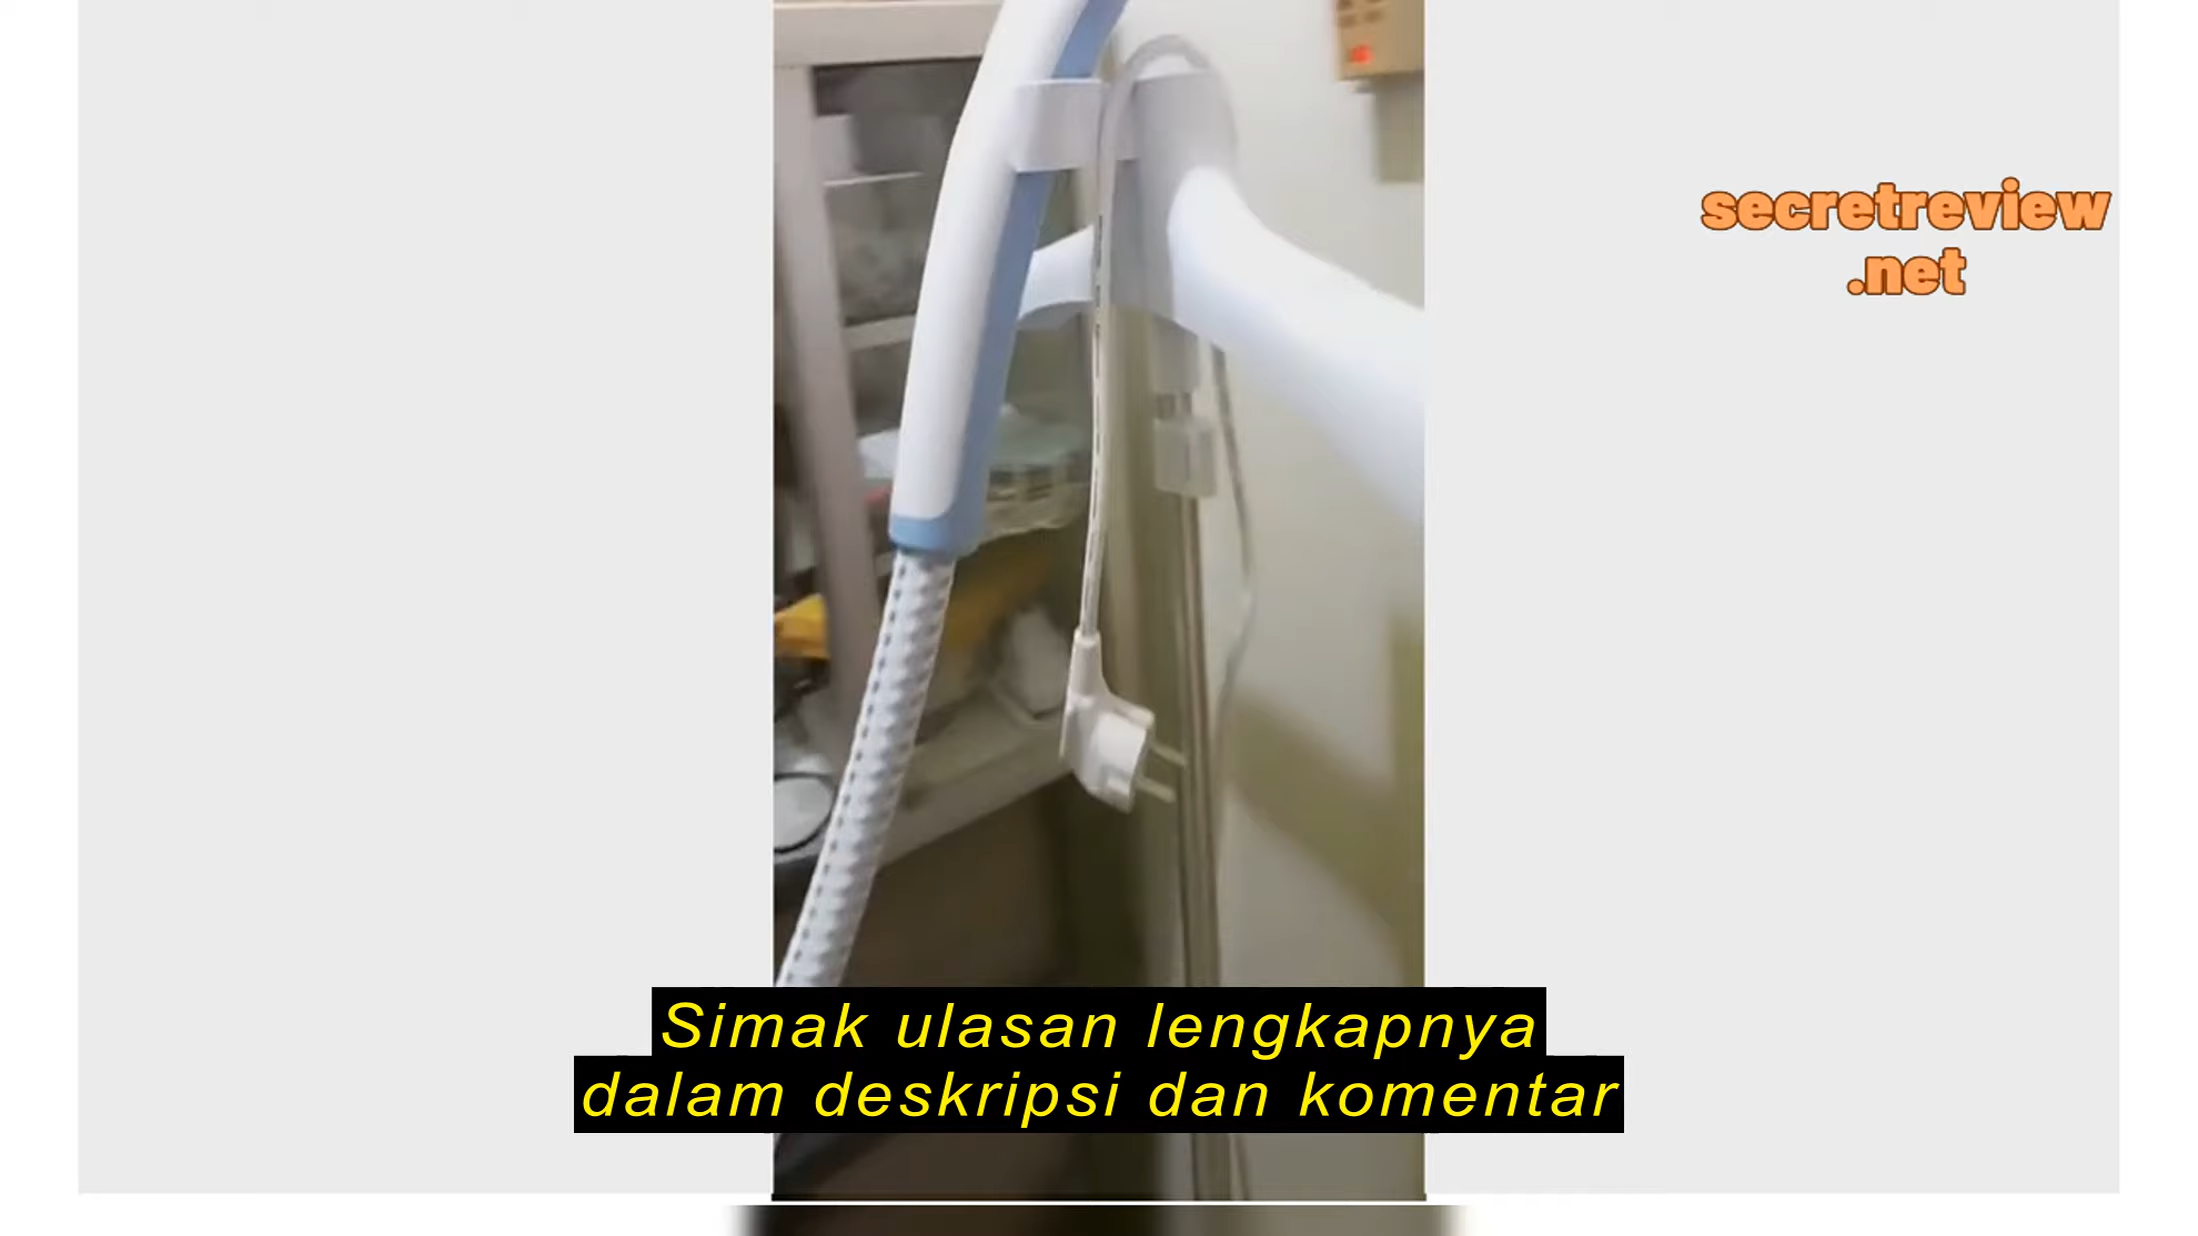 secretreview
.net
Simak ulasan lengkapnya
dalam deskripsi dan komentar